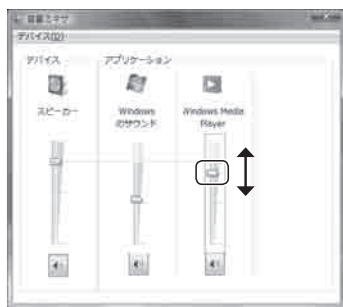 音量ミキサ
デバイス(D)
デバイス
アプリケーション
スピーカー
Windows
のサウンド
Windows Media
Player